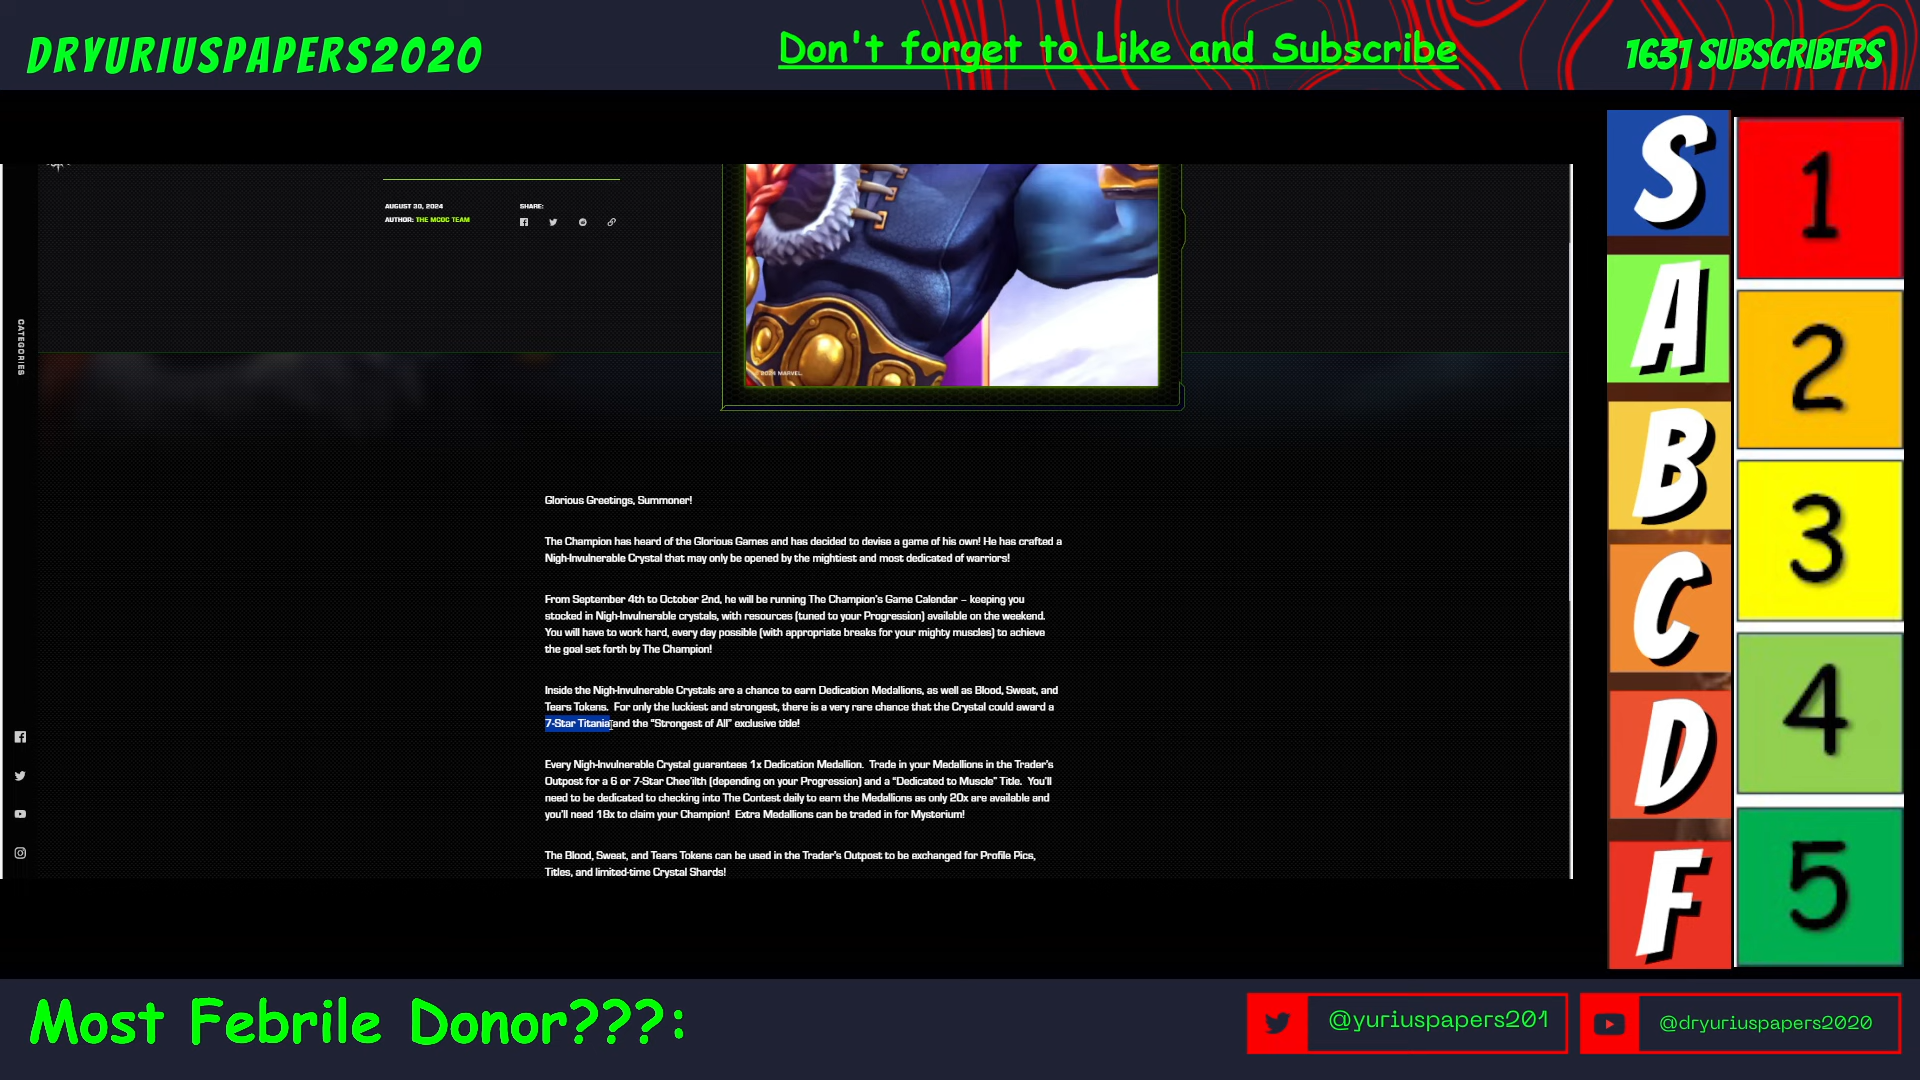 DRYURIUSPAPERS2020
Don't forget to Like and Subscribe
1631 SUBSCRIBERS
AUGUST 30, 2024
AUTHOR: THE MCOC TEAM
SHARE:
CATEGORIES
MARVEL.
Glorious Greetings, Summoner!
The Champion has heard of the Glorious Games and has decided to devise a game of his own! He has crafted a
Nigh-Invulnerable Crystal that may only be opened by the mightiest and most dedicated of warriors!
From September 4th to October 2nd, he will be running The Champion's Game Calendar – keeping you
stocked in Nigh-Invulnerable crystals, with resources (tuned to your Progression) available on the weekend.
You will have to work hard, every day possible (with appropriate breaks for your mighty muscles) to achieve
the goal set forth by The Champion!
Inside the Nigh-Invulnerable Crystals are a chance to earn Dedication Medallions, as well as Blood, Sweat, and
Tears Tokens. For only the luckiest and strongest, there is a very rare chance that the Crystal could award a
7-Star Titania and the “Strongest of All” exclusive title!
Every Nigh-Invulnerable Crystal guarantees 1x Dedication Medallion. Trade in your Medallions in the Trader's
Outpost for a 6 or 7-Star Chee'ilth (depending on your Progression) and a “Dedicated to Muscle” Title. You'll
need to be dedicated to checking into The Contest daily to earn the Medallions as only 20x are available and
you'll need 18x to claim your Champion! Extra Medallions can be traded in for Mysterium!
The Blood, Sweat, and Tears Tokens can be used in the Trader's Outpost to be exchanged for Profile Pics,
Titles, and limited-time Crystal Shards!
S
A
B
C
D
F
1
2
3
4
5
Most Febrile Donor???:
@yuriuspapers201
@dryuriuspapers2020